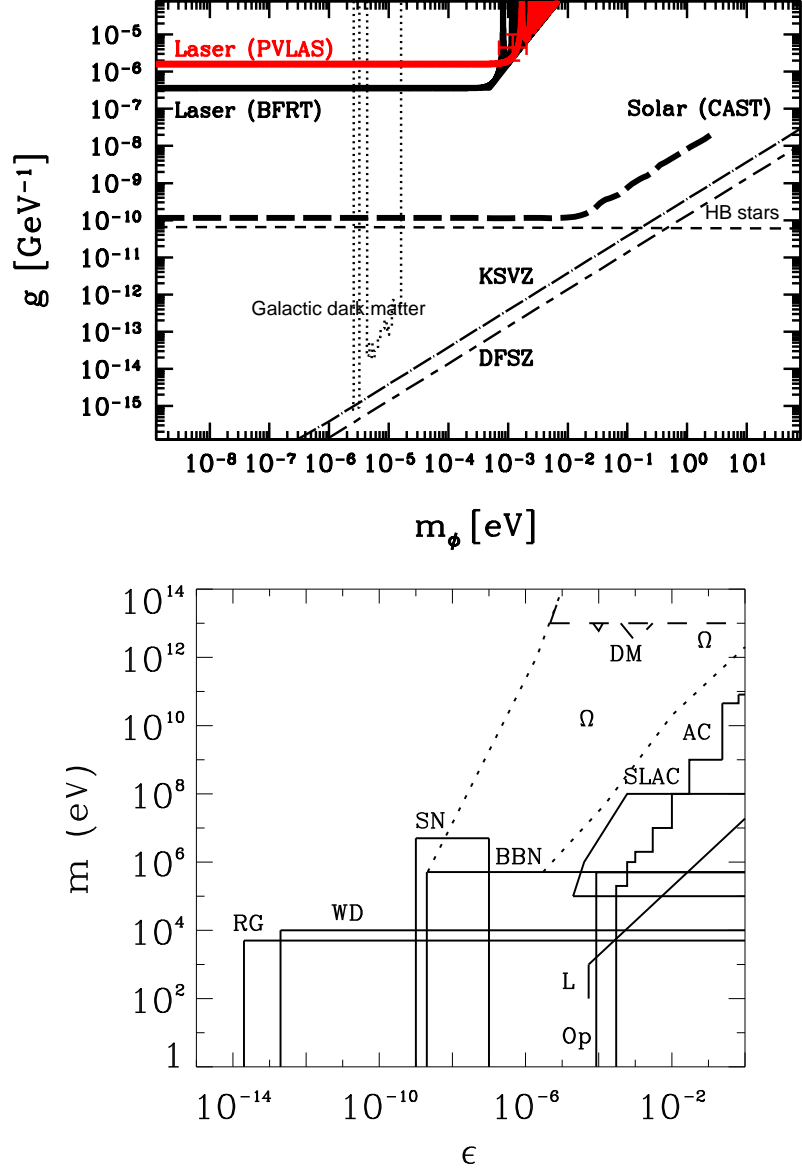 10⁻⁵
Laser (PVLAS)
10⁻⁶
10⁻⁷
Laser (BFRT)
Solar (CAST)
10⁻⁸
10⁻⁹
g [GeV⁻¹]
10⁻¹⁰
HB stars
10⁻¹¹
KSVZ
10⁻¹²
Galactic dark matter
10⁻¹³
DFSZ
10⁻¹⁴
10⁻¹⁵
10⁻⁸ 10⁻⁷ 10⁻⁶ 10⁻⁵ 10⁻⁴ 10⁻³ 10⁻² 10⁻¹ 10⁰ 10¹
m_ϕ [eV]
10¹⁴
10¹²
Ω
DM
Ω
10¹⁰
AC
SLAC
10⁸
m (eV)
SN
BBN
10⁶
WD
RG
10⁴
L
10²
Op
1
10⁻¹⁴ 10⁻¹⁰ 10⁻⁶ 10⁻²
ϵ